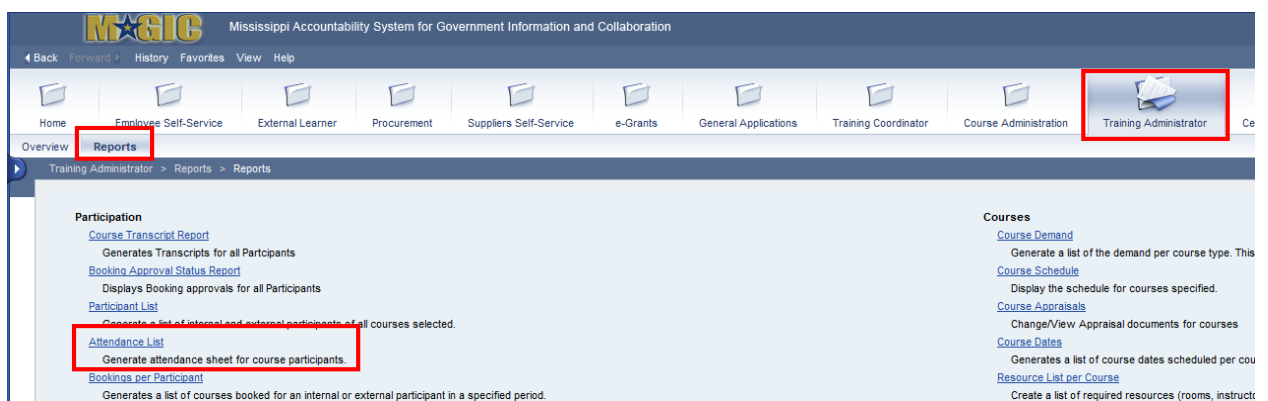 MAGIC Mississippi Accountability System for Government Information and Collaboration
Back Forward History Favorites View Help
Home Employee Self-Service External Learner Procurement Suppliers Self-Service e-Grants General Applications Training Coordinator Course Administration Training Administrator Ce
Overview Reports
Training Administrator > Reports > Reports
Participation
Course Transcript Report
Generates Transcripts for all Partcipants
Booking Approval Status Report
Displays Booking approvals for all Participants
Participant List
Generate a list of internal and external participants of all courses selected.
Attendance List
Generate attendance sheet for course participants.
Bookings per Participant
Generates a list of courses booked for an internal or external participant in a specified period.
Courses
Course Demand
Generate a list of the demand per course type. This
Course Schedule
Display the schedule for courses specified.
Course Appraisals
Change/View Appraisal documents for courses
Course Dates
Generates a list of course dates scheduled per cou
Resource List per Course
Create a list of required resources (rooms, instructo